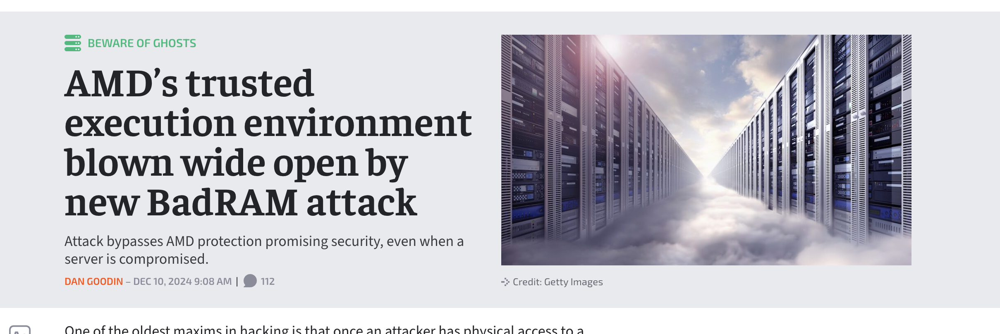 BEWARE OF GHOSTS
AMD’s trusted
execution environment
blown wide open by
new BadRAM attack
Attack bypasses AMD protection promising security, even when a
server is compromised.
DAN GOODIN – DEC 10, 2024 9:08 AM | 112
Credit: Getty Images
One of the oldest maxims in hacking is that once an attacker has physical access to a